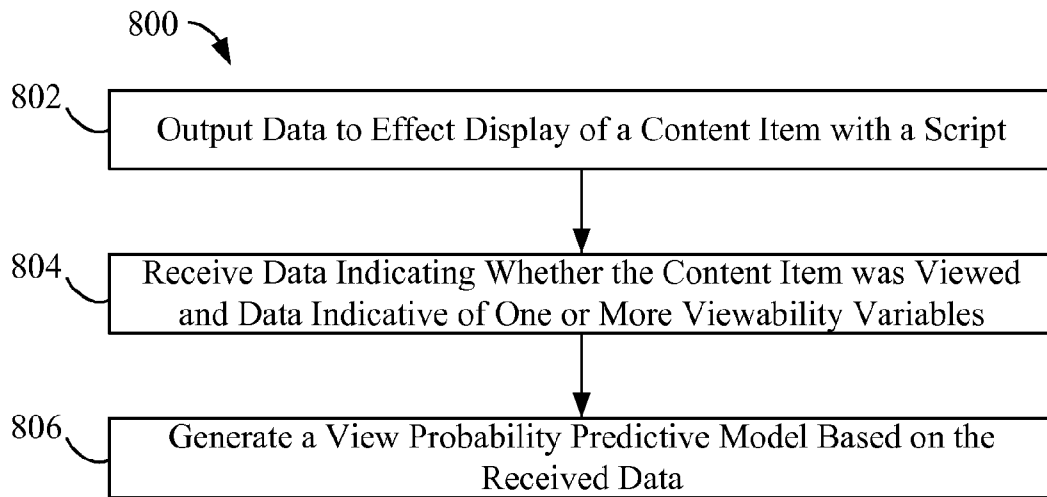 800
802
Output Data to Effect Display of a Content Item with a Script
804
Receive Data Indicating Whether the Content Item was Viewed
and Data Indicative of One or More Viewability Variables
806
Generate a View Probability Predictive Model Based on the
Received Data